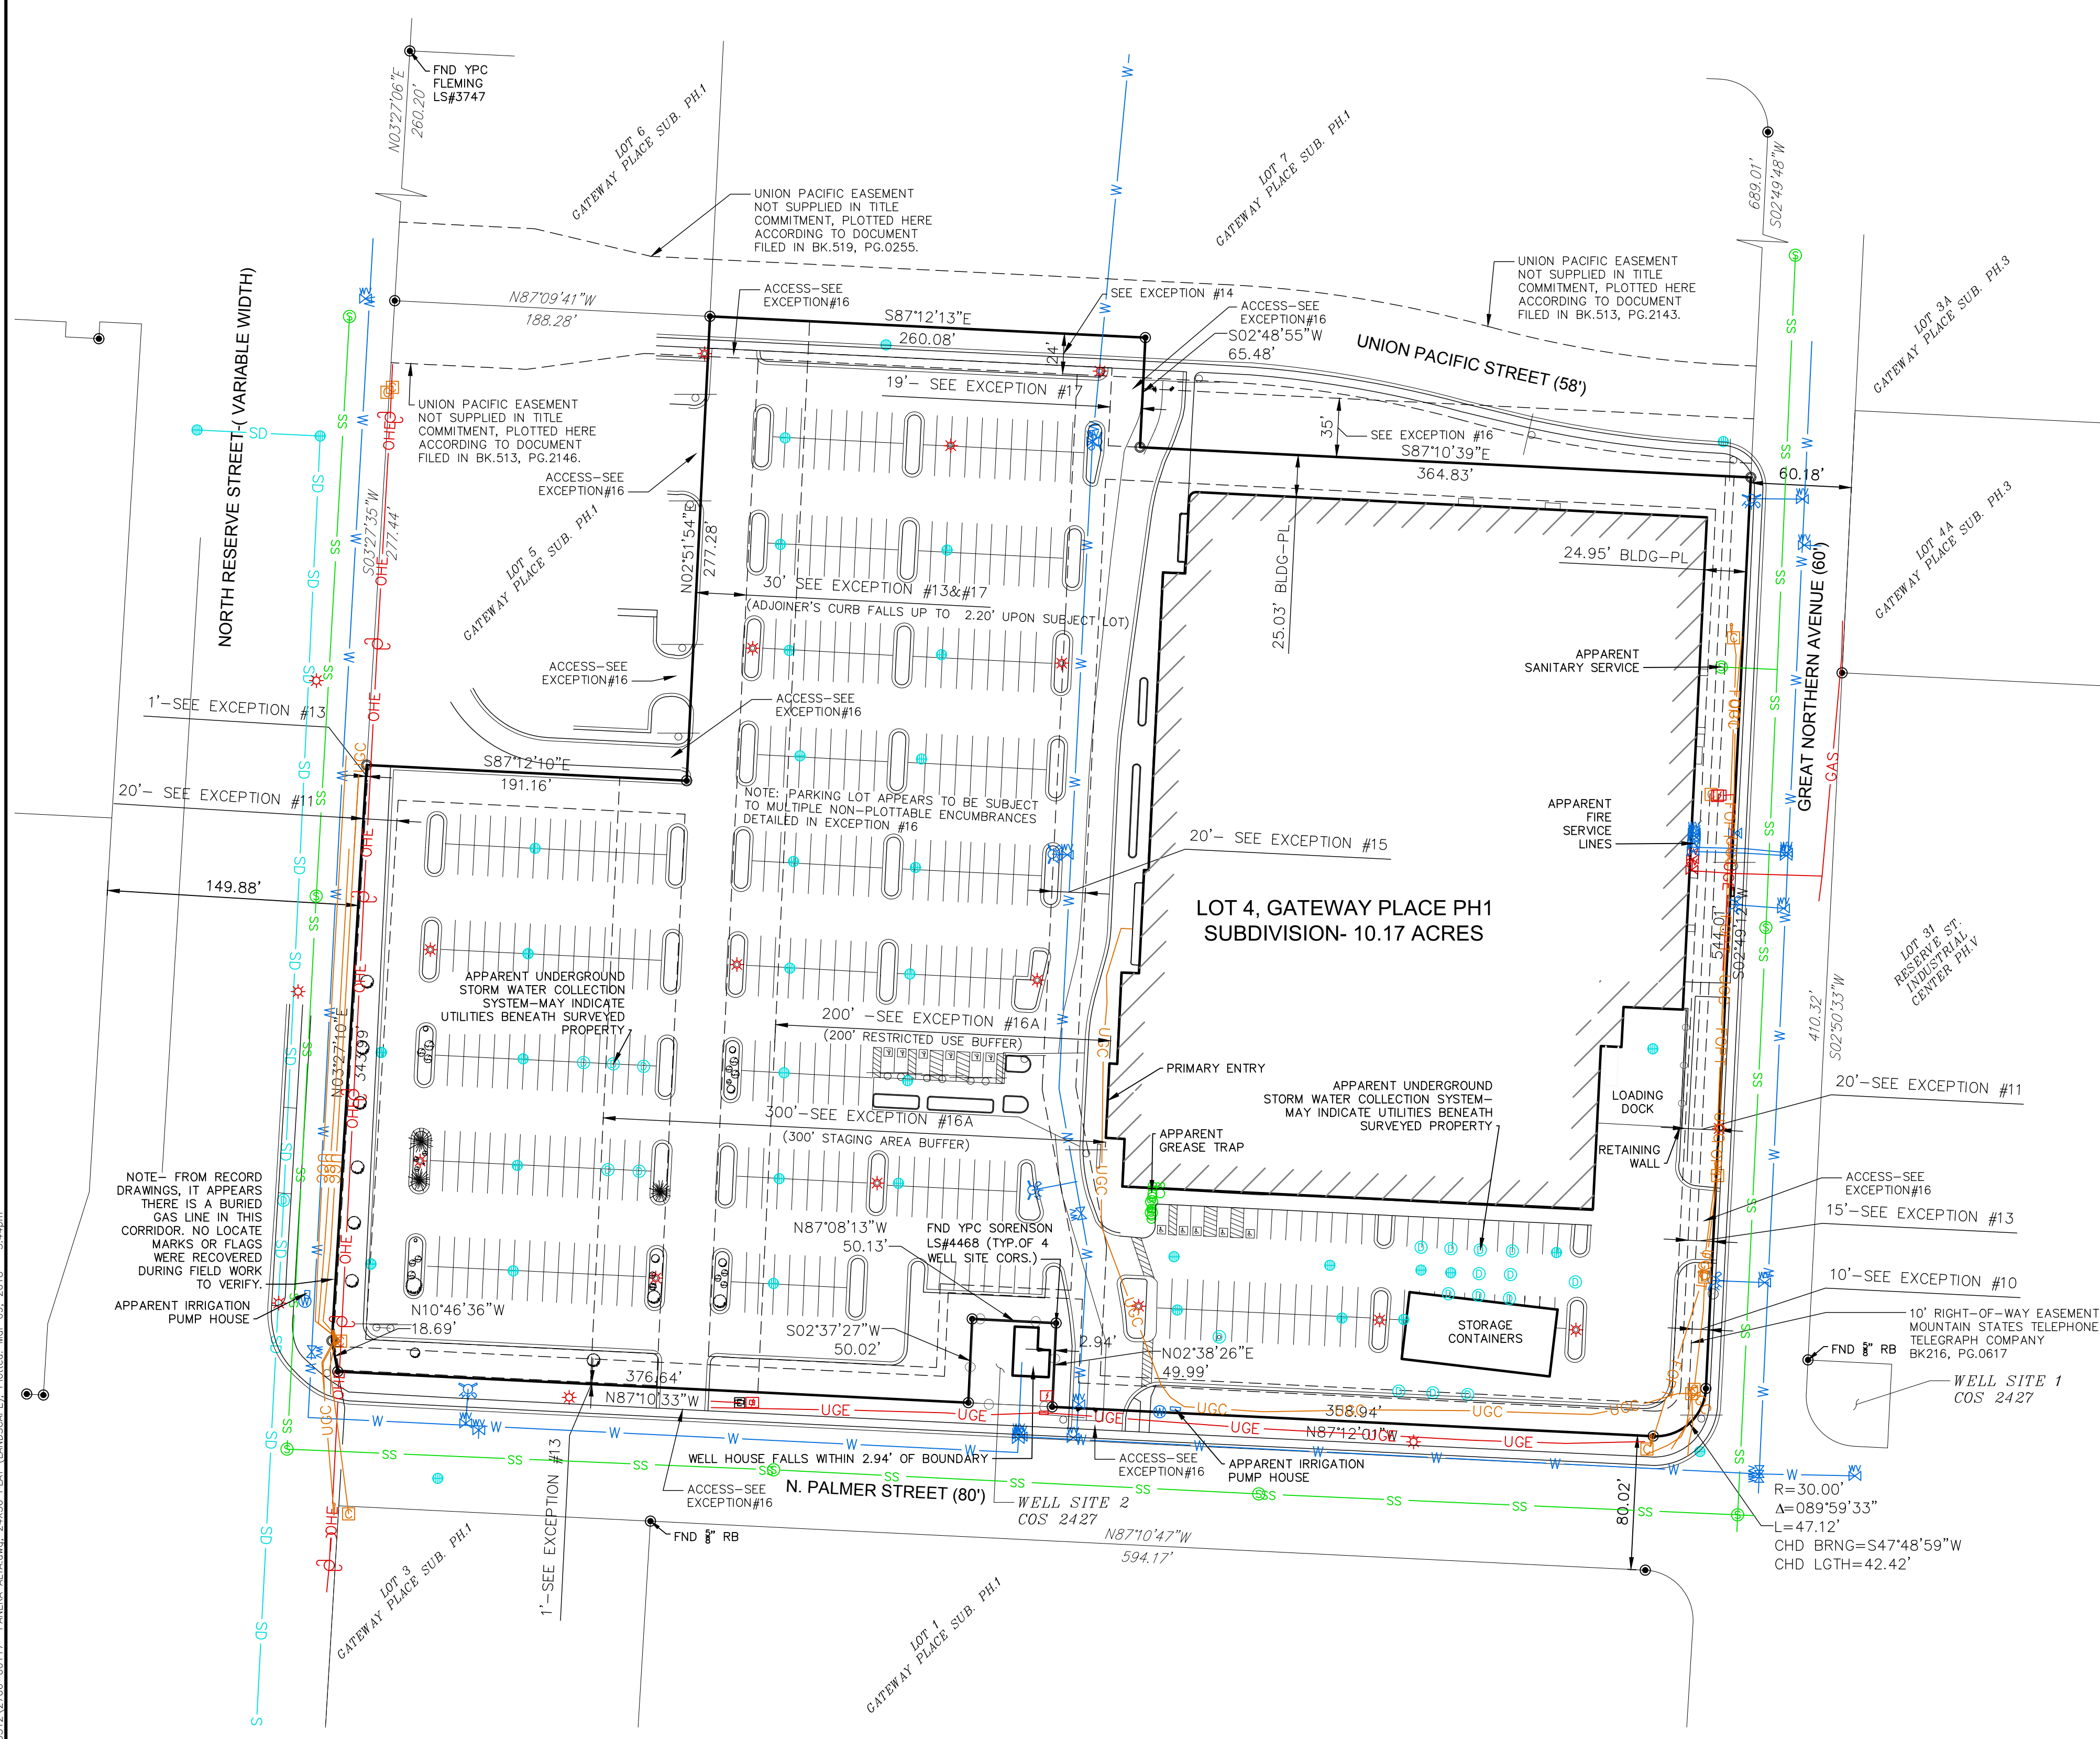 FND YPC
FLEMING
LS#3747
N03°27'06"E
260.20'
LOT 6
GATEWAY PLACE SUB. PH.1
UNION PACIFIC EASEMENT
NOT SUPPLIED IN TITLE
COMMITMENT, PLOTTED HERE
ACCORDING TO DOCUMENT
FILED IN BK.519, PG.0255.
LOT 7
GATEWAY PLACE SUB. PH.1
689.01'
S02°49'48"W
UNION PACIFIC EASEMENT
NOT SUPPLIED IN TITLE
COMMITMENT, PLOTTED HERE
ACCORDING TO DOCUMENT
FILED IN BK.513, PG.2143.
LOT 3A
GATEWAY PLACE SUB. PH.3
NORTH RESERVE STREET-( VARIABLE WIDTH)
N87°09'41"W
188.28'
ACCESS-SEE
EXCEPTION#16
SEE EXCEPTION #14
ACCESS-SEE
EXCEPTION#16
S02°48'55"W
65.48'
S87°12'13"E
260.08'
24'
UNION PACIFIC STREET (58')
19'- SEE EXCEPTION #17
UNION PACIFIC EASEMENT
NOT SUPPLIED IN TITLE
COMMITMENT, PLOTTED HERE
ACCORDING TO DOCUMENT
FILED IN BK.513, PG.2146.
ACCESS-SEE
EXCEPTION#16
35'
SEE EXCEPTION #16
S87°10'39"E
364.83'
60.18'
S03°27'35"W
277.44'
LOT 5
GATEWAY PLACE SUB. PH.1
N02°51'54"E
277.28'
25.03' BLDG-PL
24.95' BLDG-PL
LOT 4A
GATEWAY PLACE SUB. PH.3
GREAT NORTHERN AVENUE (60')
30' SEE EXCEPTION #13&#17
(ADJOINER'S CURB FALLS UP TO 2.20' UPON SUBJECT LOT)
ACCESS-SEE
EXCEPTION#16
ACCESS-SEE
EXCEPTION#16
APPARENT
SANITARY SERVICE
1'-SEE EXCEPTION #13
S87°12'10"E
191.16'
20'- SEE EXCEPTION #11
NOTE: PARKING LOT APPEARS TO BE SUBJECT
TO MULTIPLE NON-PLOTTABLE ENCUMBRANCES
DETAILED IN EXCEPTION #16
20'- SEE EXCEPTION #15
APPARENT
FIRE
SERVICE
LINES
149.88'
LOT 4, GATEWAY PLACE PH1
SUBDIVISION- 10.17 ACRES
544.01
S02°49'12"W
LOT 31
RESERVE ST.
INDUSTRIAL
CENTER PH.V
410.32'
S02°50'33"W
APPARENT UNDERGROUND
STORM WATER COLLECTION
SYSTEM-MAY INDICATE
UTILITIES BENEATH SURVEYED
PROPERTY
200' -SEE EXCEPTION #16A
(200' RESTRICTED USE BUFFER)
N03°27'10"E
343.99'
PRIMARY ENTRY
APPARENT UNDERGROUND
STORM WATER COLLECTION SYSTEM-
MAY INDICATE UTILITIES BENEATH
SURVEYED PROPERTY
LOADING
DOCK
20'-SEE EXCEPTION #11
300'-SEE EXCEPTION #16A
(300' STAGING AREA BUFFER)
APPARENT
GREASE TRAP
RETAINING
WALL
NOTE- FROM RECORD
DRAWINGS, IT APPEARS
THERE IS A BURIED
GAS LINE IN THIS
CORRIDOR. NO LOCATE
MARKS OR FLAGS
WERE RECOVERED
DURING FIELD WORK
TO VERIFY.
APPARENT IRRIGATION
PUMP HOUSE
ACCESS-SEE
EXCEPTION#16
15'-SEE EXCEPTION #13
N87°08'13"W
50.13'
FND YPC SORENSON
LS#4468 (TYP.OF 4
WELL SITE CORS.)
10'-SEE EXCEPTION #10
10' RIGHT-OF-WAY EASEMENT
MOUNTAIN STATES TELEPHONE
TELEGRAPH COMPANY
BK216, PG.0617
N10°46'36"W
18.69'
S02°37'27"W
50.02'
2.94'
N02°38'26"E
49.99'
STORAGE
CONTAINERS
FND 5/8" RB
WELL SITE 1
COS 2427
376.64'
N87°10'33"W
358.94'
N87°12'01"W
WELL HOUSE FALLS WITHIN 2.94' OF BOUNDARY
ACCESS-SEE
EXCEPTION#16
APPARENT IRRIGATION
PUMP HOUSE
ACCESS-SEE
EXCEPTION#16
N. PALMER STREET (80')
WELL SITE 2
COS 2427
80.02'
R=30.00'
Δ=089°59'33"
L=47.12'
CHD BRNG=S47°48'59"W
CHD LGTH=42.42'
1'-SEE EXCEPTION #13
FND 5/8" RB
N87°10'47"W
594.17'
LOT 3
GATEWAY PLACE SUB. PH.1
LOT 1
GATEWAY PLACE SUB. PH.1
SD
SS
W
OHE
UGC
UGE
GAS